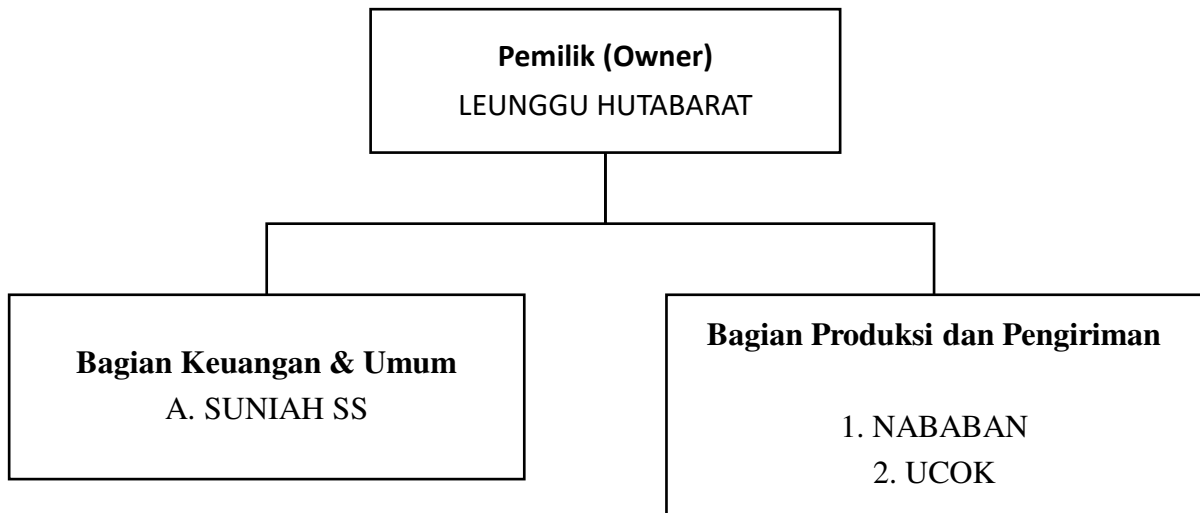 Pemilik (Owner)
LEUNGGU HUTABARAT
Bagian Keuangan & Umum
A. SUNIAH SS
Bagian Produksi dan Pengiriman
1. NABABAN
2. UCOK